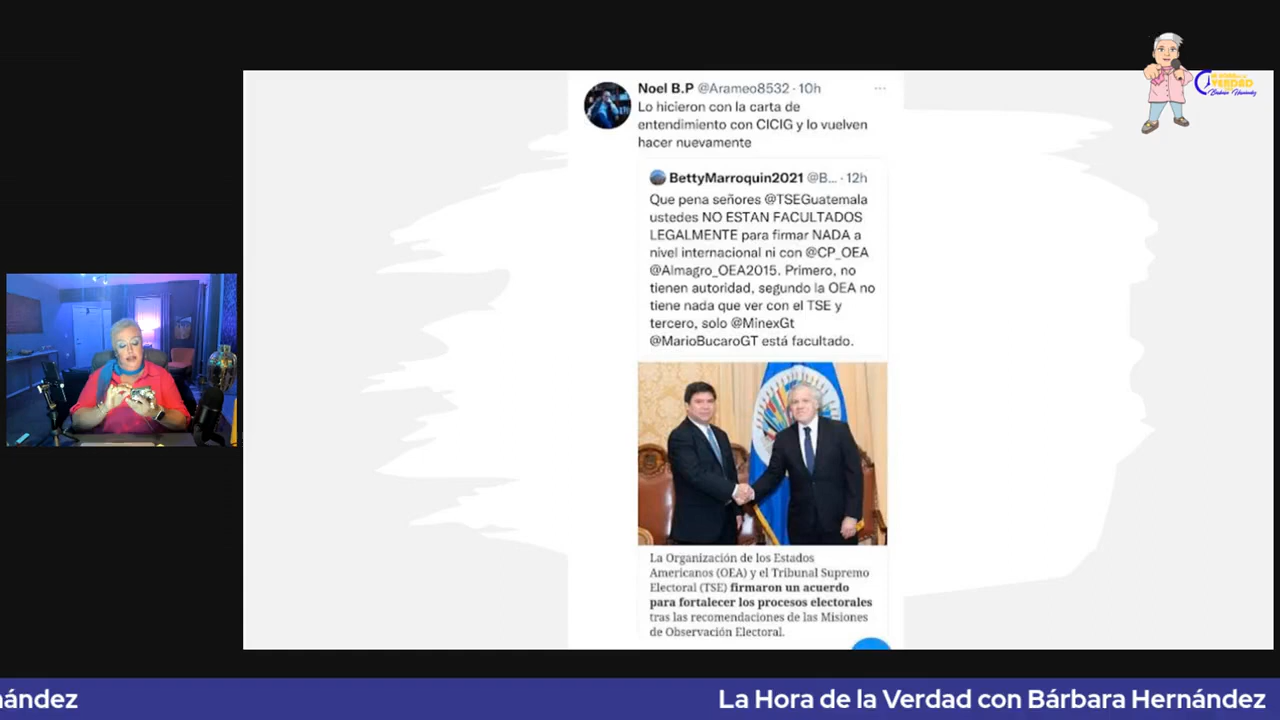 Noel B.P @Arameo8532 · 10h
Lo hicieron con la carta de
entendimiento con CICIG y lo vuelven
hacer nuevamente
BettyMarroquin2021 @B... · 12h
Que pena señores @TSEGuatemala
ustedes NO ESTAN FACULTADOS
LEGALMENTE para firmar NADA a
nivel internacional ni con @CP_OEA
@Almagro_OEA2015. Primero, no
tienen autoridad, segundo la OEA no
tiene nada que ver con el TSE y
tercero, solo @MinexGt
@MarioBucaroGT está facultado.
La Organización de los Estados
Americanos (OEA) y el Tribunal Supremo
Electoral (TSE) firmaron un acuerdo
para fortalecer los procesos electorales
tras las recomendaciones de las Misiones
de Observación Electoral.
VERDAD
Bárbara Hernández
nández
La Hora de la Verdad con Bárbara Hernández